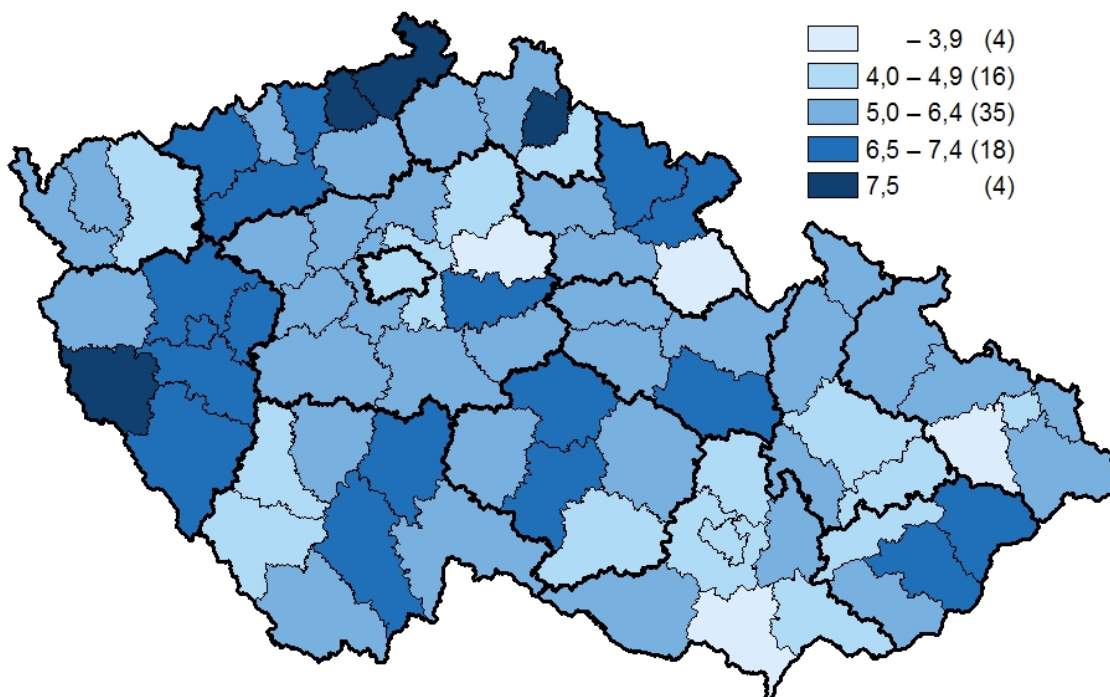 – 3,9 (4)
4,0 – 4,9 (16)
5,0 – 6,4 (35)
6,5 – 7,4 (18)
7,5 (4)